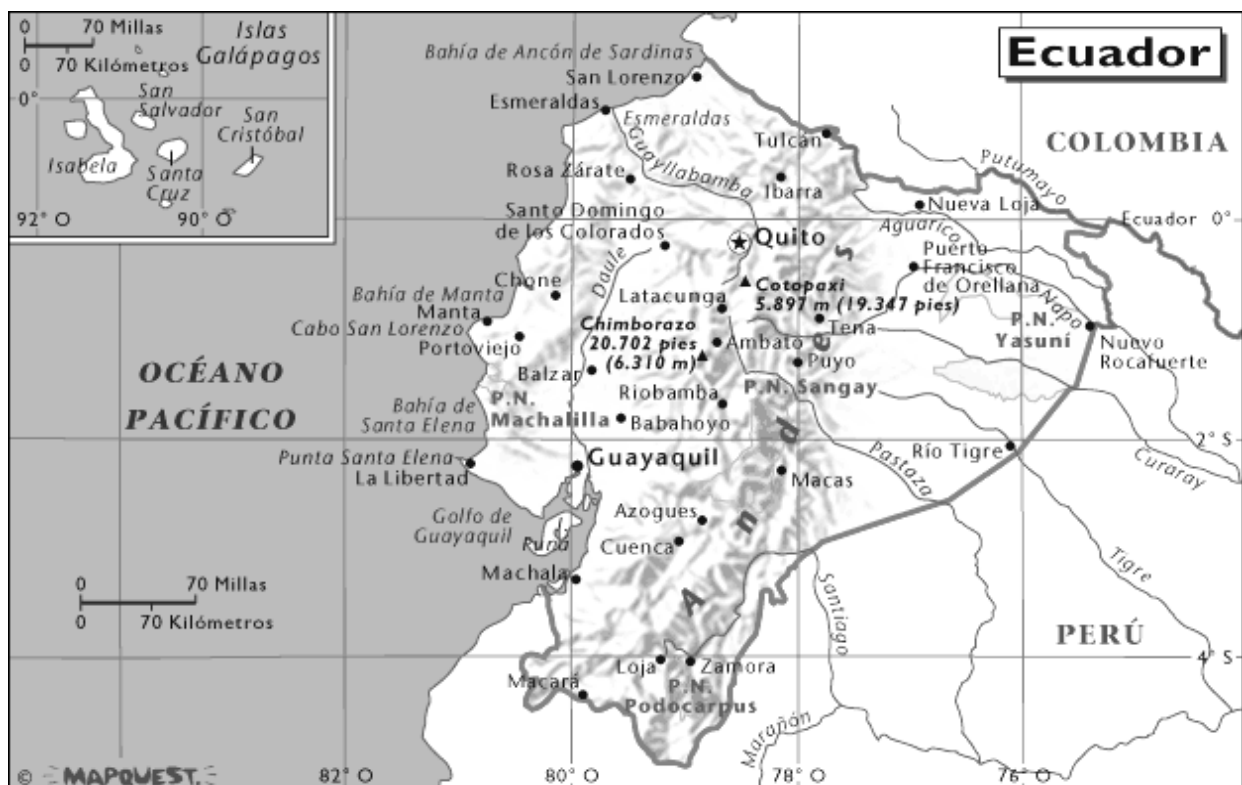 Ecuador
0 70 Millas
0 70 Kilómetros
Islas
Galápagos
0°
San
Salvador
San
Cristóbal
Isabela
Santa
Cruz
92° O
90° O
Bahía de Ancón de Sardinas
San Lorenzo
Esmeraldas
Esmeraldas
Guayllabamba
Tulcán
COLOMBIA
Putumayo
Rosa Zárate
Ibarra
Nueva Loja
Ecuador
0°
Santo Domingo
de los Colorados
Quito
Aguarico
Puerto
Francisco
de Orellana
Daule
Chone
Cotopaxi
5.897 m (19.347 pies)
Napo
Bahía de Manta
Manta
Latacunga
Cabo San Lorenzo
Chimborazo
20.702 pies
(6.310 m)
Tena
P.N.
Yasuní
Nuevo
Rocafuerte
Portoviejo
Ambato
Puyo
OCÉANO
PACÍFICO
Balzar
P.N. Sangay
Riobamba
P.N.
Machalilla
Bahía de
Santa Elena
Babahoyo
2° S
Punta Santa Elena
La Libertad
Guayaquil
Río Tigre
Curaray
Pastaza
Macas
Andes
Golfo de
Guayaquil
Azogues
Puná
Cuenca
Machala
Tigre
Santiago
0 70 Millas
0 70 Kilómetros
PERÚ
Loja
Zamora
4° S
Macará
P.N.
Podocarpus
Marañón
© MAPQUEST.
82° O
80° O
78° O
76° O